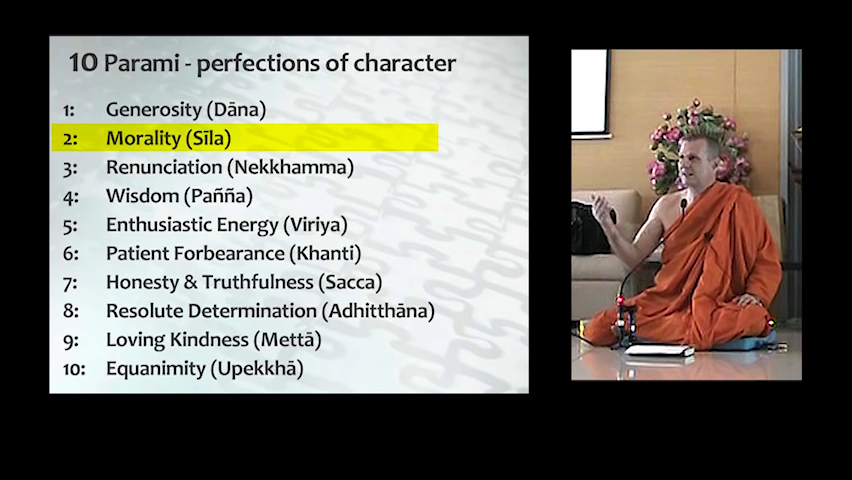 10 Parami - perfections of character
1: Generosity (Dāna)
2: Morality (Sīla)
3: Renunciation (Nekkhamma)
4: Wisdom (Pañña)
5: Enthusiastic Energy (Viriya)
6: Patient Forbearance (Khanti)
7: Honesty & Truthfulness (Sacca)
8: Resolute Determination (Adhitthāna)
9: Loving Kindness (Mettā)
10: Equanimity (Upekkhā)